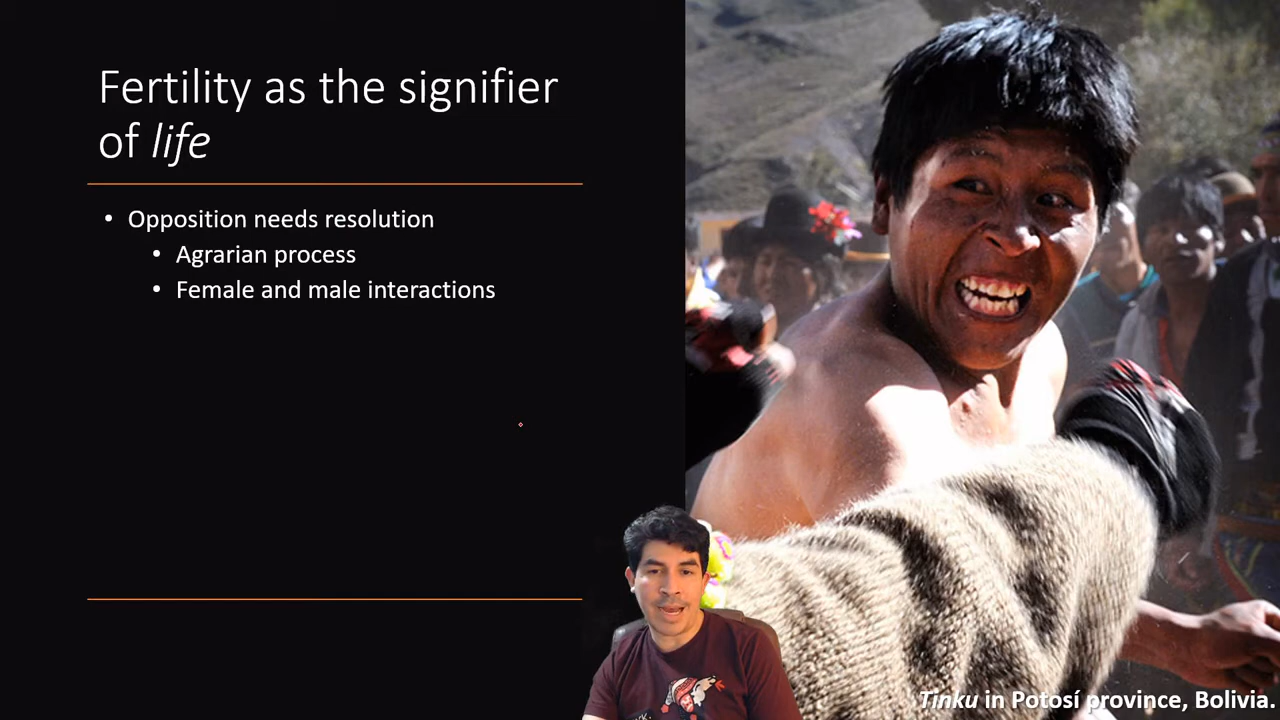 Fertility as the signifier
of life
• Opposition needs resolution
• Agrarian process
• Female and male interactions
Tinku in Potosí province, Bolivia.